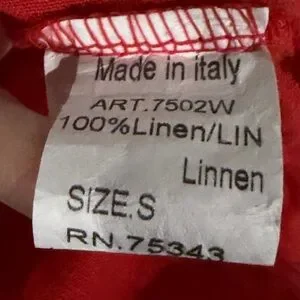 Made in italy
ART.7502W
100%Linen/LIN
Linnen
SIZE.S
RN.75343